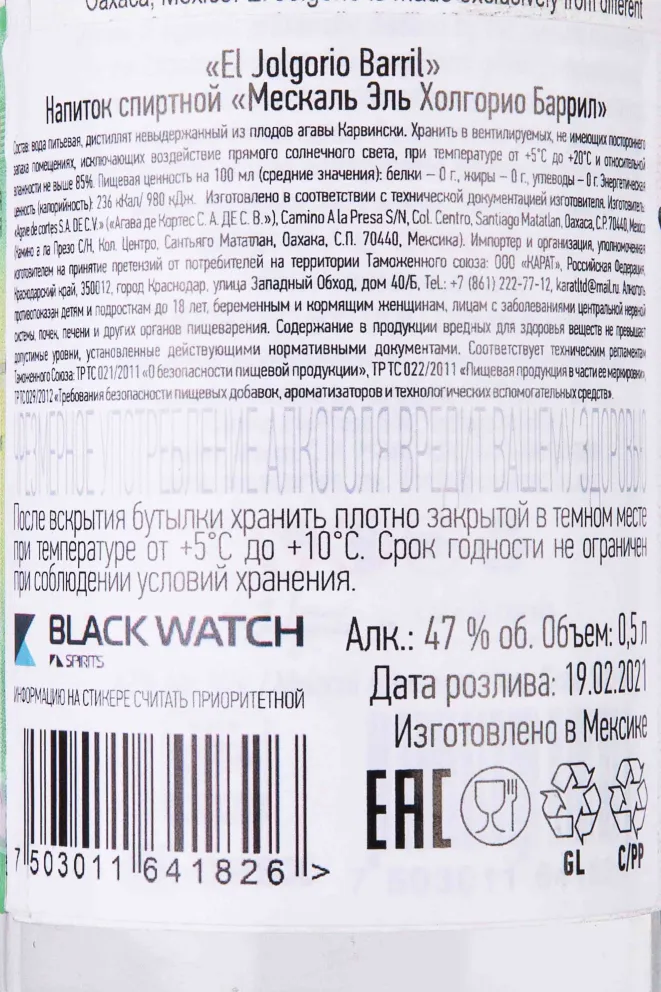 Oaxaca, Mexico. El Jolgorio is made exclusively from different
«El Jolgorio Barril»
Напиток спиртной «Мескаль Эль Холгорио Баррил»
Состав: вода питьевая, дистиллят невыдержанный из плодов агавы Карвински. Хранить в вентилируемых, не имеющих постороннего
запаха помещениях, исключающих воздействие прямого солнечного света, при температуре от +5°С до +20°С и относительной
влажности не выше 85%. Пищевая ценность на 100 мл (средние значения): белки – 0 г., жиры – 0 г., углеводы – 0 г. Энергетическая
ценность (калорийность): 236 кКал/ 980 кДж. Изготовлено в соответствии с технической документацией изготовителя. Изготовитель:
«Agave de cortes S.A. DE C.V.» («Агава де Кортес С. А. ДЕ С. В.»), Camino A la Presa S/N, Col. Centro, Santiago Matatlan, Oaxaca, C.P. 70440, Mexico
(Камино а ла Презо С/Н, Кол. Центро, Сантьяго Мататлан, Оахака, С.П. 70440, Мексика). Импортер и организация, уполномоченная
изготовителем на принятие претензий от потребителей на территории Таможенного союза: ООО «КАРАТ», Российская Федерация,
Краснодарский край, 350012, город Краснодар, улица Западный Обход, дом 40/Б, Tel.: +7 (861) 222-77-12, karatltd@mail.ru. Алкоголь
противопоказан детям и подросткам до 18 лет, беременным и кормящим женщинам, лицам с заболеваниями центральной нервной
системы, почек, печени и других органов пищеварения. Содержание в продукции вредных для здоровья веществ не превышает
допустимые уровни, установленные действующими нормативными документами. Соответствует техническим регламентам
Таможенного Союза: ТР ТС 021/2011 «О безопасности пищевой продукции», ТР ТС 022/2011 «Пищевая продукция в части ее маркировки»,
ТР ТС 029/2012 «Требования безопасности пищевых добавок, ароматизаторов и технологических вспомогательных средств».
ЧРЕЗМЕРНОЕ УПОТРЕБЛЕНИЕ АЛКОГОЛЯ ВРЕДИТ ВАШЕМУ ЗДОРОВЬЮ
После вскрытия бутылки хранить плотно закрытой в темном месте
при температуре от +5°С до +10°С. Срок годности не ограничен
при соблюдении условий хранения.
BLACK WATCH
SPIRITS
Алк.: 47 % об. Объем: 0,5 л
Дата розлива: 19.02.2021
ИНФОРМАЦИЮ НА СТИКЕРЕ СЧИТАТЬ ПРИОРИТЕТНОЙ
Изготовлено в Мексике
EAC
GL
C/PP
7 503011 641826 >